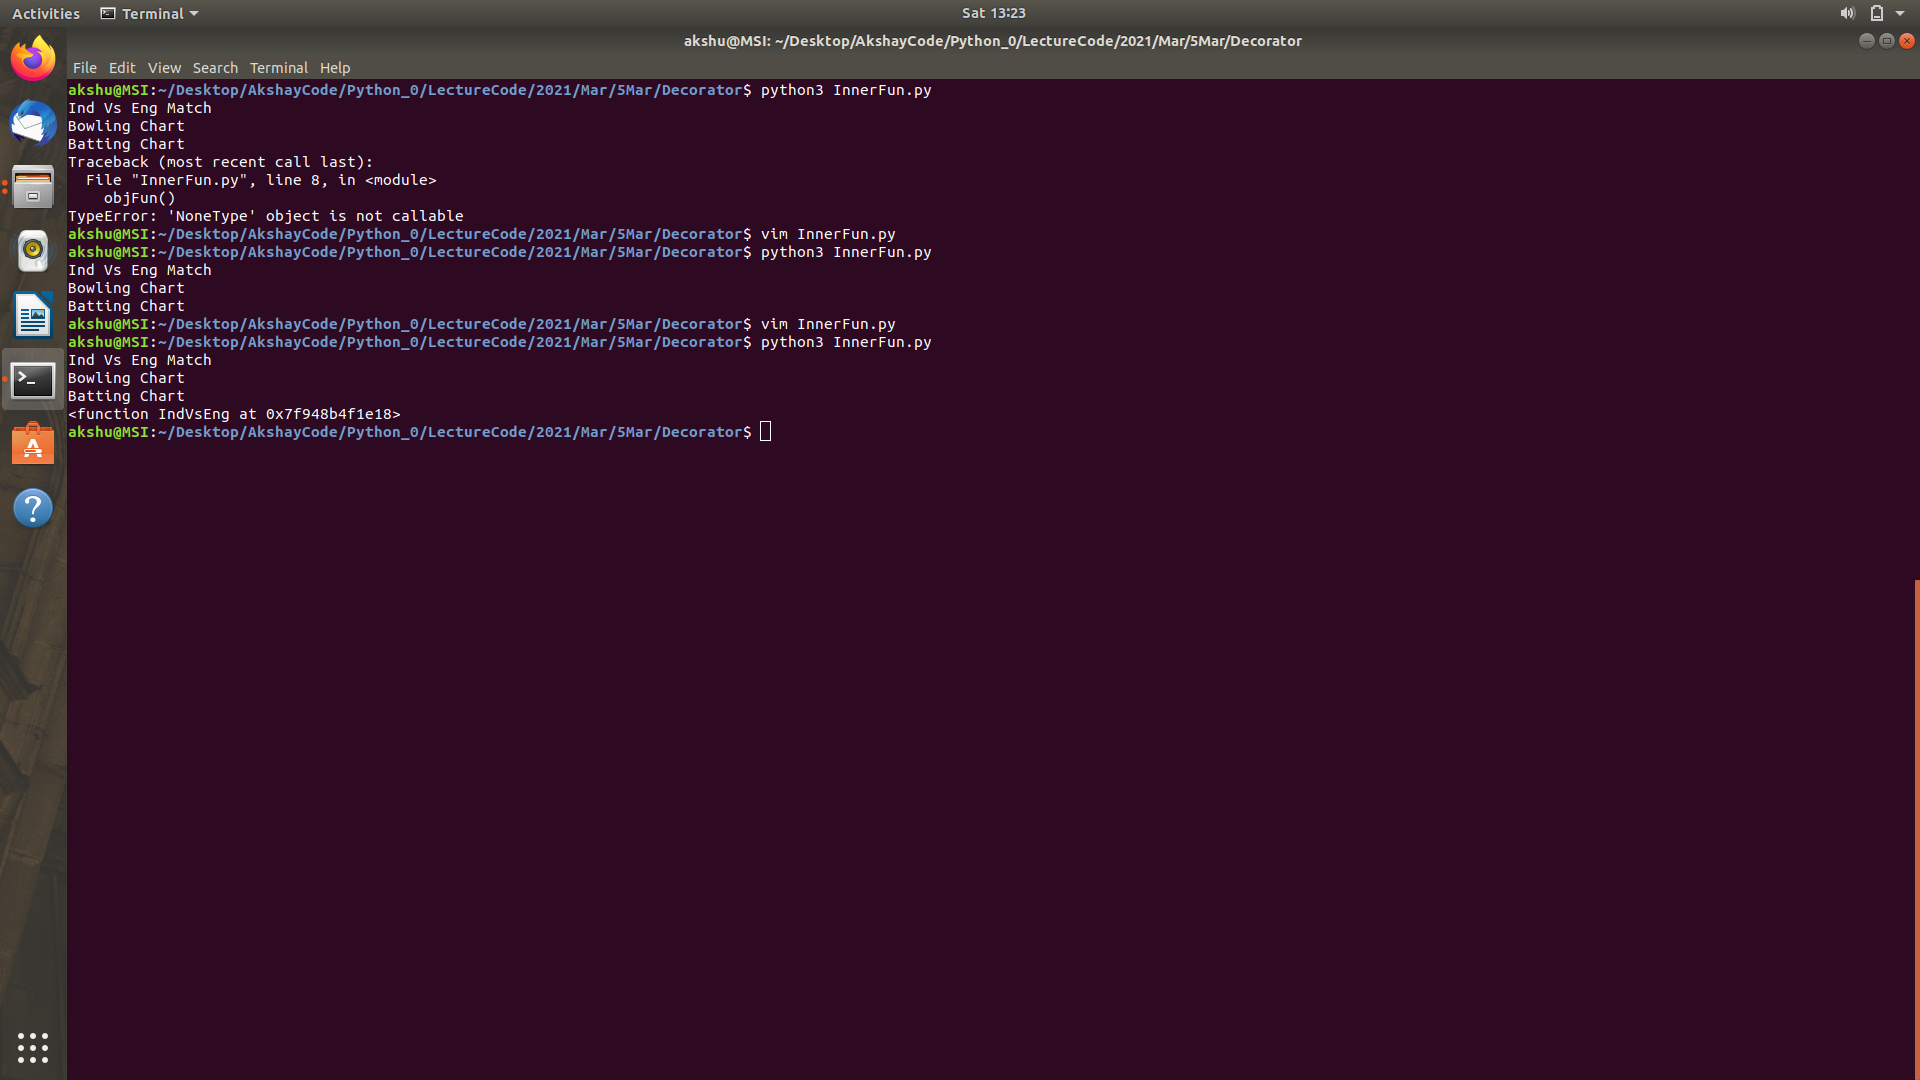 Activities Terminal Sat 13:23
akshu@MSI: ~/Desktop/AkshayCode/Python_0/LectureCode/2021/Mar/5Mar/Decorator
File Edit View Search Terminal Help
akshu@MSI:~/Desktop/AkshayCode/Python_0/LectureCode/2021/Mar/5Mar/Decorator$ python3 InnerFun.py
Ind Vs Eng Match
Bowling Chart
Batting Chart
Traceback (most recent call last):
  File "InnerFun.py", line 8, in <module>
    objFun()
TypeError: 'NoneType' object is not callable
akshu@MSI:~/Desktop/AkshayCode/Python_0/LectureCode/2021/Mar/5Mar/Decorator$ vim InnerFun.py
akshu@MSI:~/Desktop/AkshayCode/Python_0/LectureCode/2021/Mar/5Mar/Decorator$ python3 InnerFun.py
Ind Vs Eng Match
Bowling Chart
Batting Chart
akshu@MSI:~/Desktop/AkshayCode/Python_0/LectureCode/2021/Mar/5Mar/Decorator$ vim InnerFun.py
akshu@MSI:~/Desktop/AkshayCode/Python_0/LectureCode/2021/Mar/5Mar/Decorator$ python3 InnerFun.py
Ind Vs Eng Match
Bowling Chart
Batting Chart
<function IndVsEng at 0x7f948b4f1e18>
akshu@MSI:~/Desktop/AkshayCode/Python_0/LectureCode/2021/Mar/5Mar/Decorator$